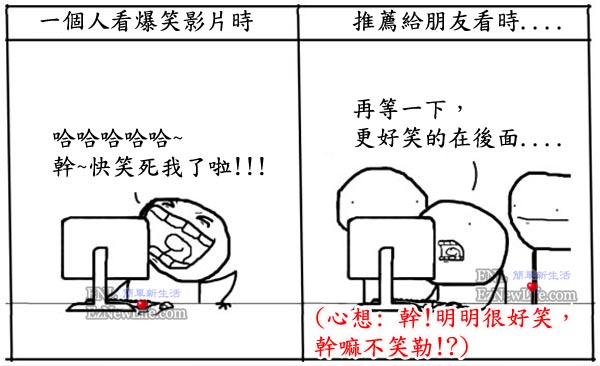 一個人看爆笑影片時
推薦給朋友看時....
哈哈哈哈哈~
幹~快笑死我了啦!!!
再等一下，
更好笑的在後面....
EN. 簡單新生活
EzNewLife.com
EN. 簡單新生活
EzNewLife.com
(心想: 幹!明明很好笑，
幹嘛不笑勒!?)